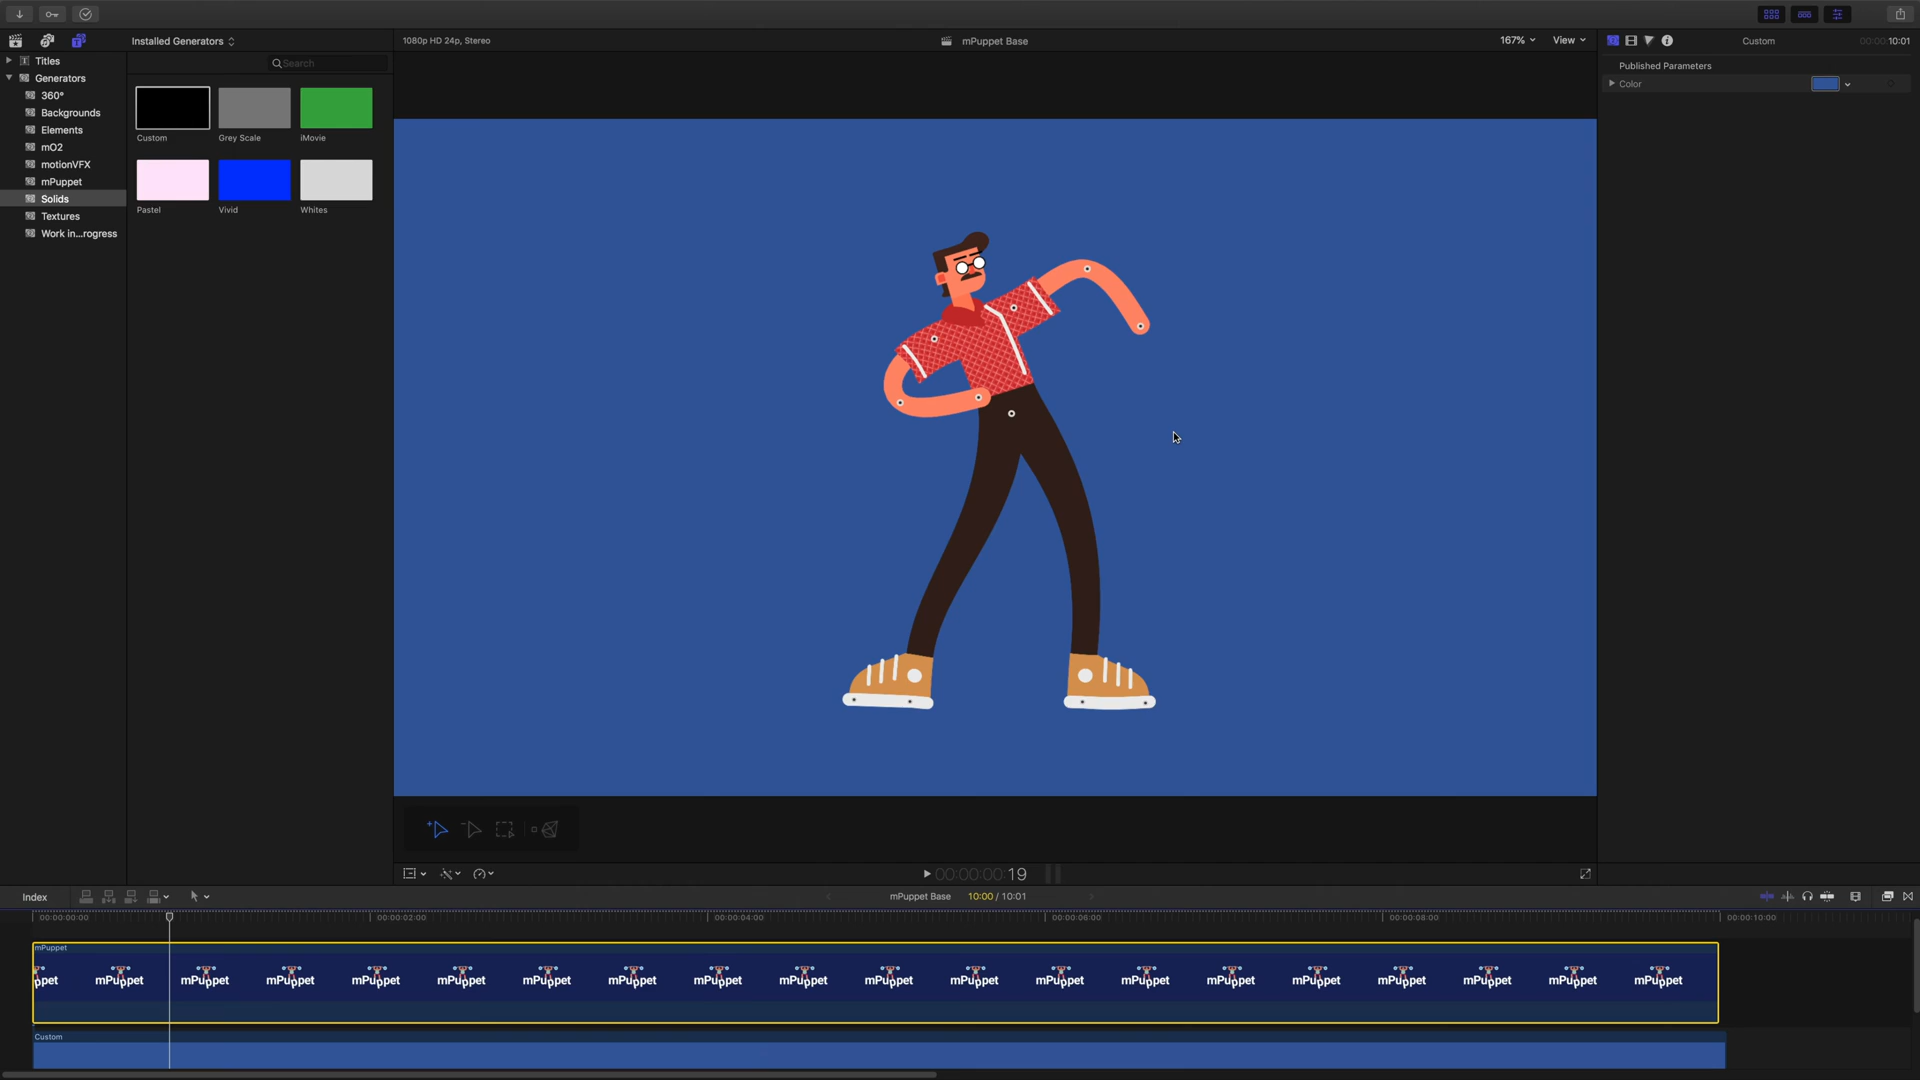 Installed Generators
1080p HD 24p, Stereo
mPuppet Base
167%
View
Custom
00:00:10:01
Titles
Generators
360°
Backgrounds
Elements
mO2
motionVFX
mPuppet
Solids
Textures
Work in...rogress
Search
Custom
Grey Scale
iMovie
Pastel
Vivid
Whites
Published Parameters
Color
00:00:00:19
Index
mPuppet Base
10:00 / 10:01
00:00:00:00
00:00:02:00
00:00:04:00
00:00:06:00
00:00:08:00
00:00:10:00
mPuppet
ppet mPuppet mPuppet mPuppet mPuppet mPuppet mPuppet mPuppet mPuppet mPuppet mPuppet mPuppet mPuppet mPuppet mPuppet mPuppet mPuppet mPuppet mPuppet mPuppet
Custom